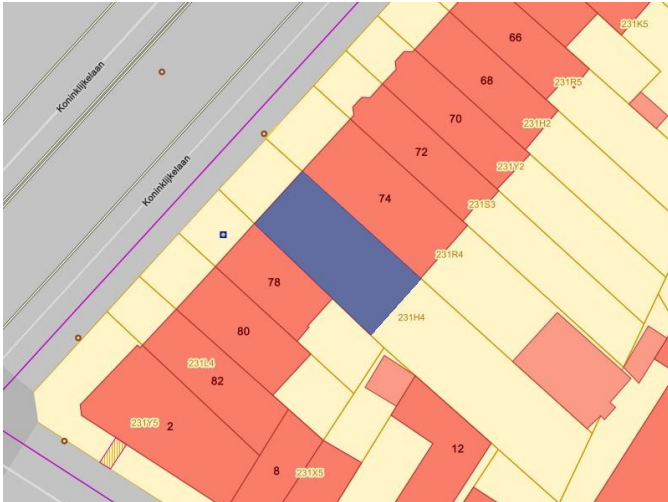 66
231K5
Koninklijkelaan
68
231R5
70
231H2
72
231Y2
Koninklijkelaan
74
231S3
231R4
78
231H4
80
231L4
82
2
231Y5
12
8
231X5